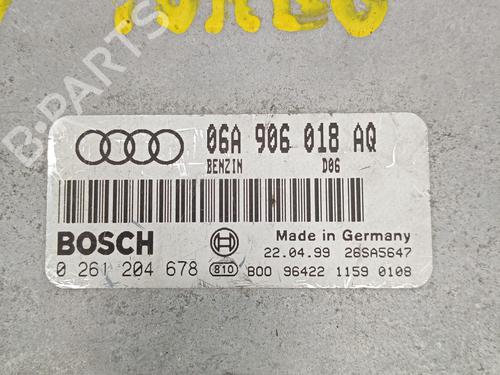 06A 906 018 AQ
BENZIN D06
BOSCH
Made in Germany
22.04.99 26SA5647
0 261 204 678 810 B00 96422 1159 0108
B-PARTS